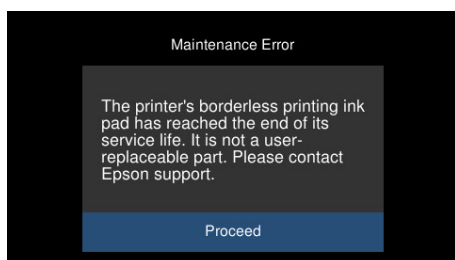 Maintenance Error
The printer's borderless printing ink
pad has reached the end of its
service life. It is not a user-
replaceable part. Please contact
Epson support.
Proceed